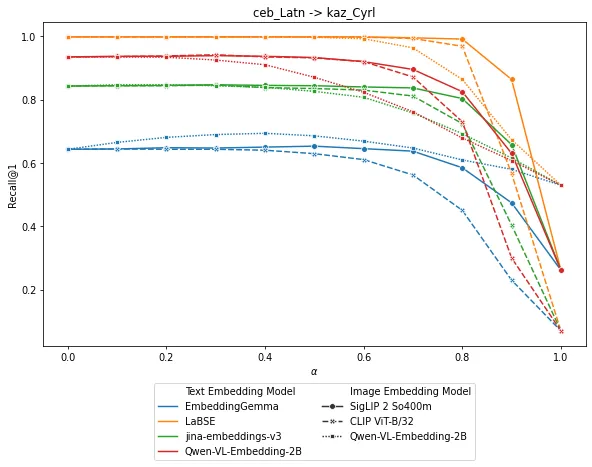 ceb_Latn -> kaz_Cyrl
Recall@1
1.0
0.8
0.6
0.4
0.2
0.0 0.2 0.4 0.6 0.8 1.0
α
Text Embedding Model
EmbeddingGemma
LaBSE
jina-embeddings-v3
Qwen-VL-Embedding-2B
Image Embedding Model
SigLIP 2 So400m
CLIP ViT-B/32
Qwen-VL-Embedding-2B